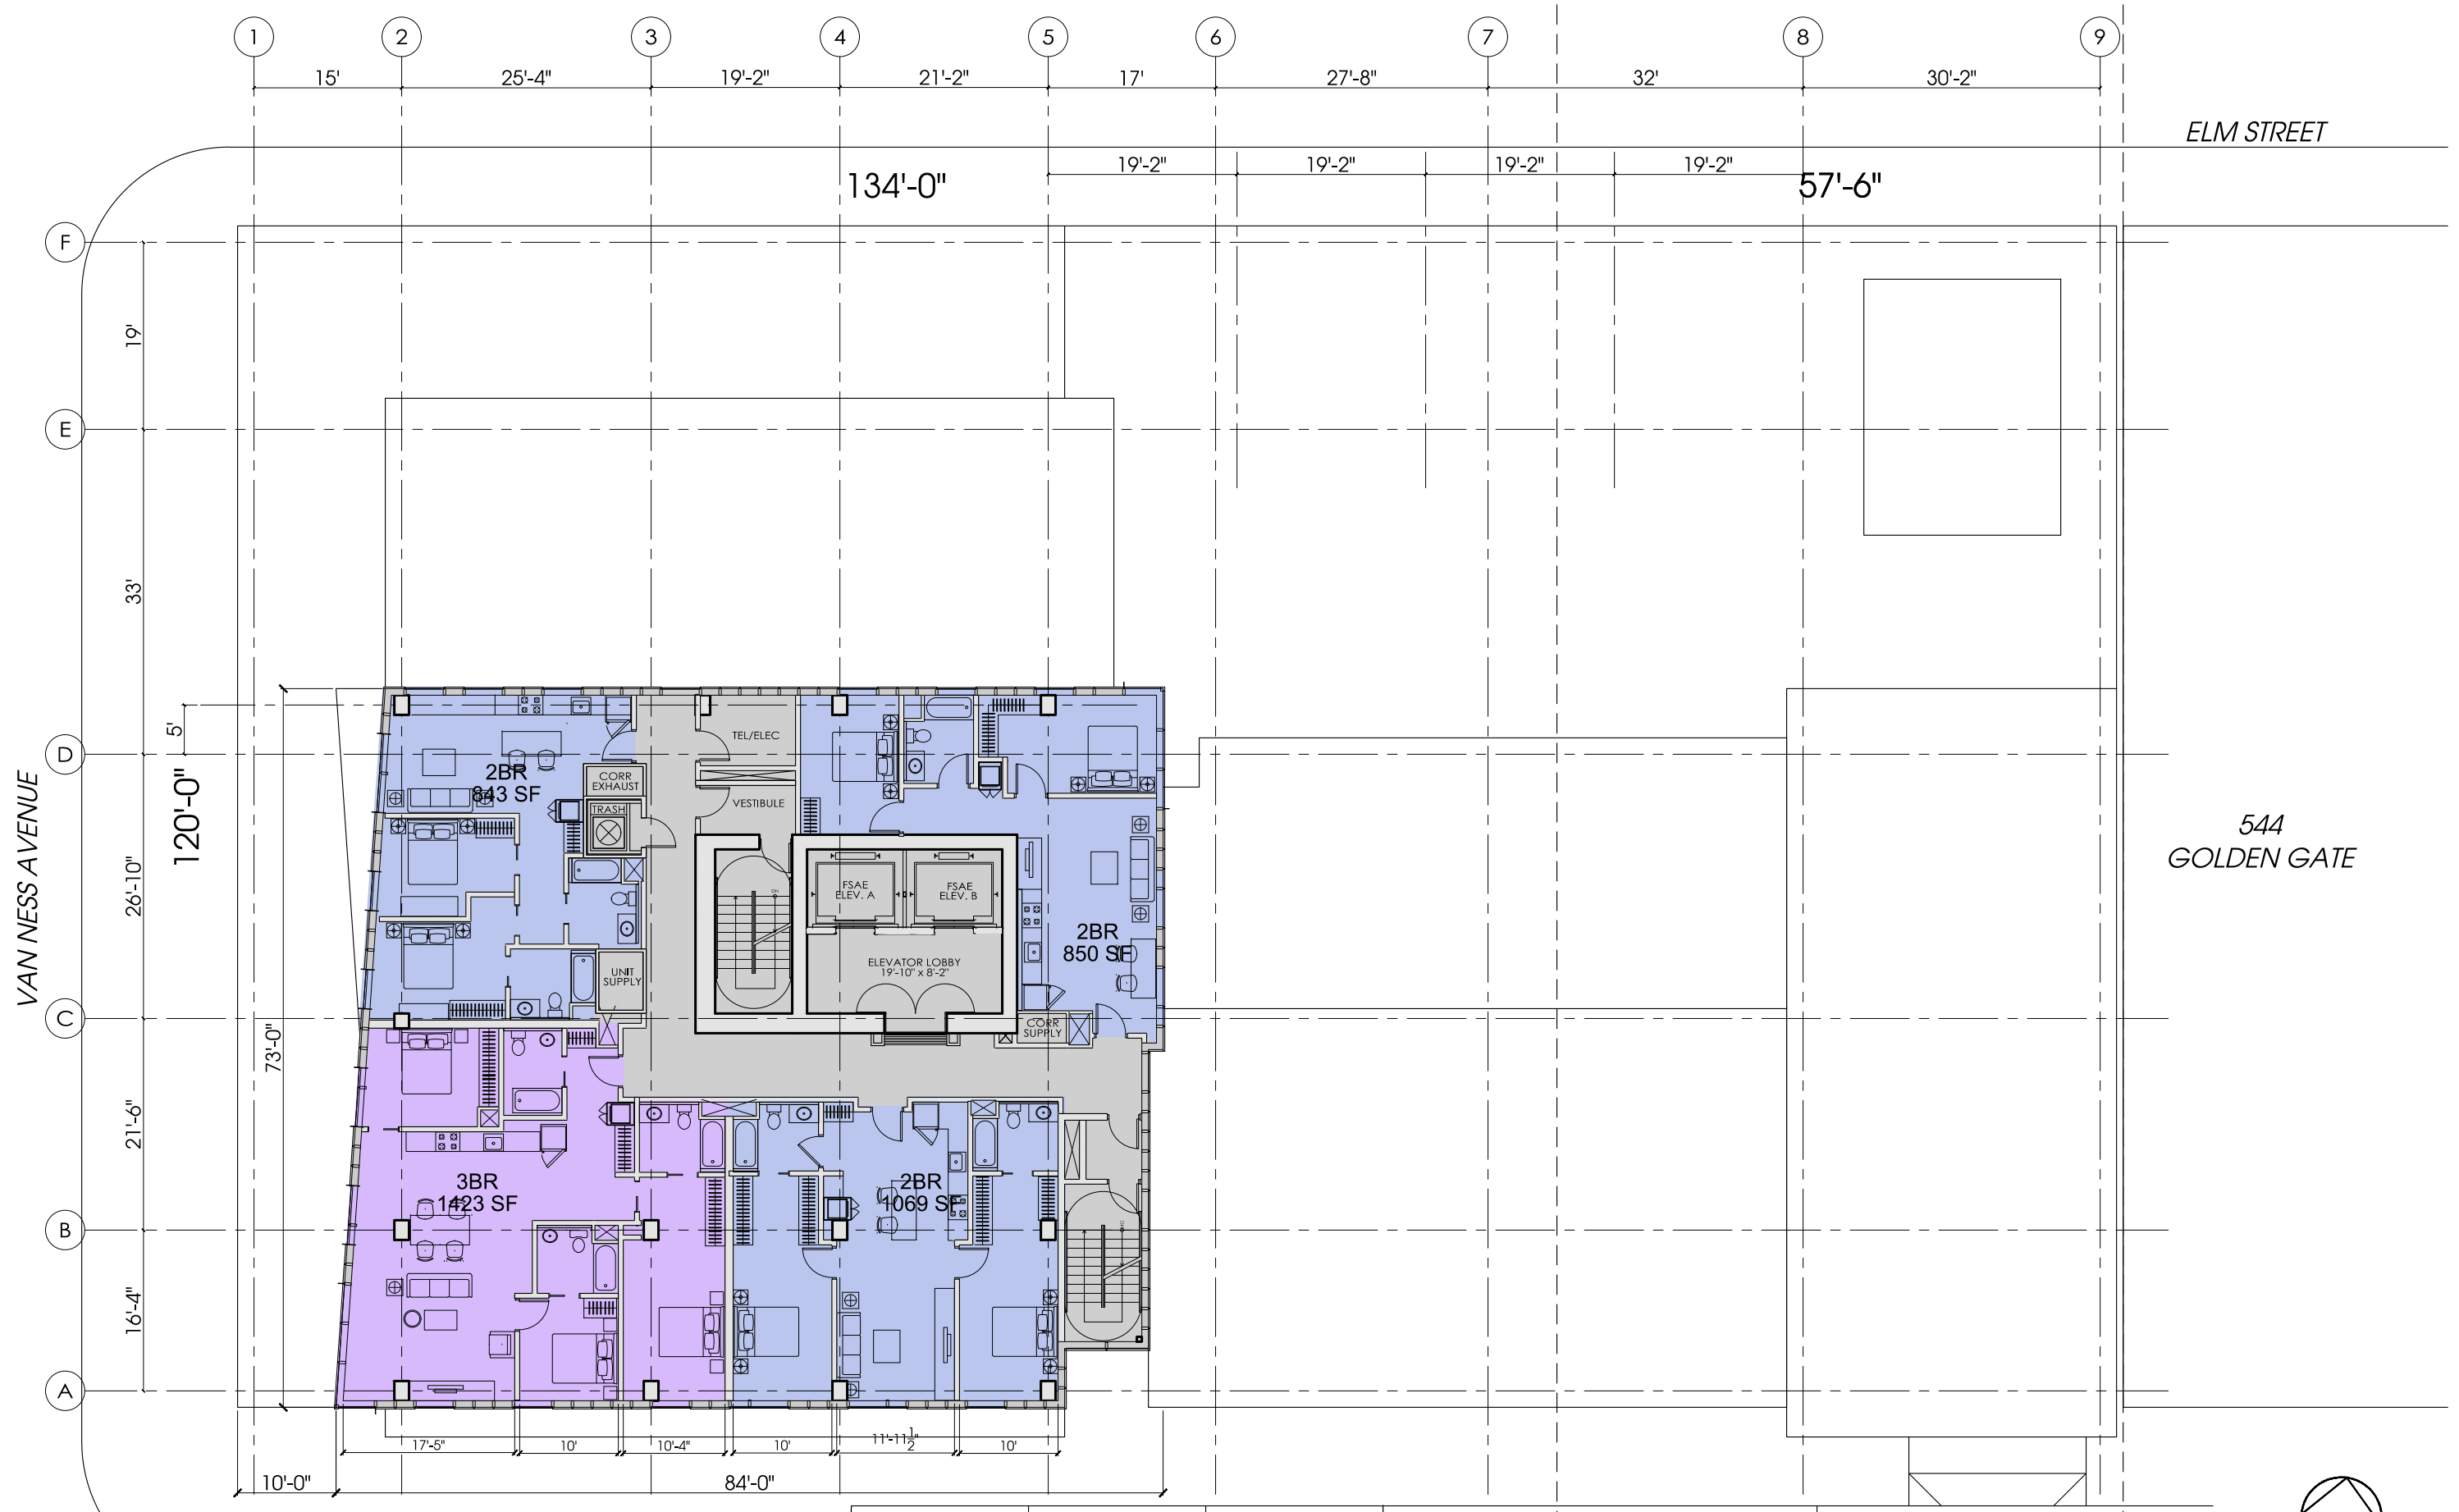 1 2 3 4 5 6 7 8 9
15' 25'-4" 19'-2" 21'-2" 17' 27'-8" 32' 30'-2"
ELM STREET
19'-2" 19'-2" 19'-2" 19'-2"
134'-0" 57'-6"
F
19'
E
33'
5'
D
120'-0"
VAN NESS AVENUE
26'-10"
C
73'-0"
21'-6"
B
16'-4"
A
TEL/ELEC
2BR
843 SF
CORR
EXHAUST
TRASH
VESTIBULE
544
GOLDEN GATE
FSAE
ELEV. A
FSAE
ELEV. B
DN
2BR
850 SF
ELEVATOR LOBBY
19'-10" x 8'-2"
UNIT
SUPPLY
CORR
SUPPLY
3BR
1423 SF
2BR
1069 SF
17'-5" 10' 10'-4" 10' 11'-11 1/2" 10'
10'-0" 84'-0"